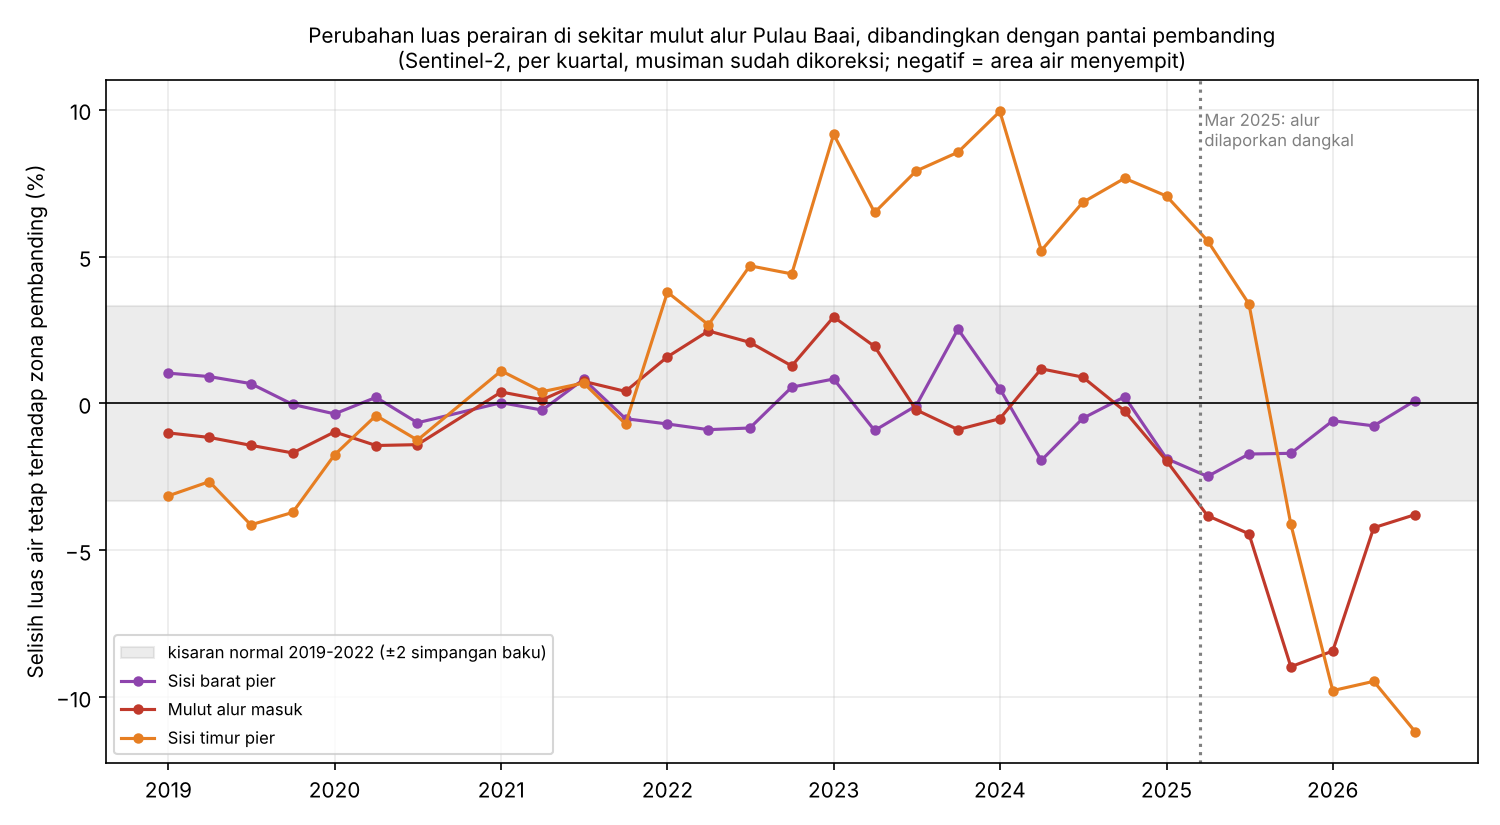 Perubahan luas perairan di sekitar mulut alur Pulau Baai, dibandingkan dengan pantai pembanding
(Sentinel-2, per kuartal, musiman sudah dikoreksi; negatif = area air menyempit)
Selisih luas air tetap terhadap zona pembanding (%)
10
5
0
−5
−10
Mar 2025: alur
dilaporkan dangkal
kisaran normal 2019-2022 (±2 simpangan baku)
Sisi barat pier
Mulut alur masuk
Sisi timur pier
2019
2020
2021
2022
2023
2024
2025
2026